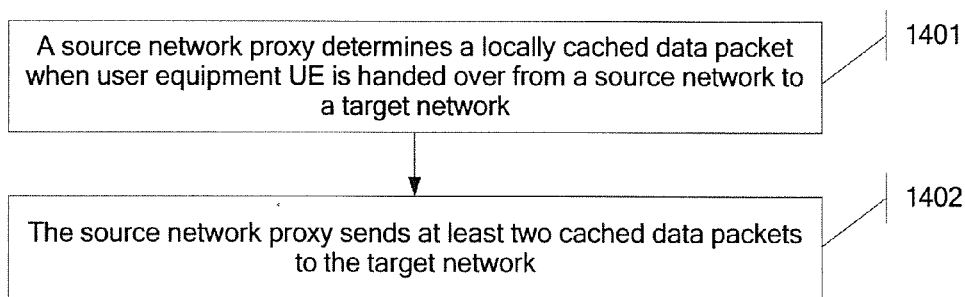 A source network proxy determines a locally cached data packet
when user equipment UE is handed over from a source network to
a target network
1401
The source network proxy sends at least two cached data packets
to the target network
1402